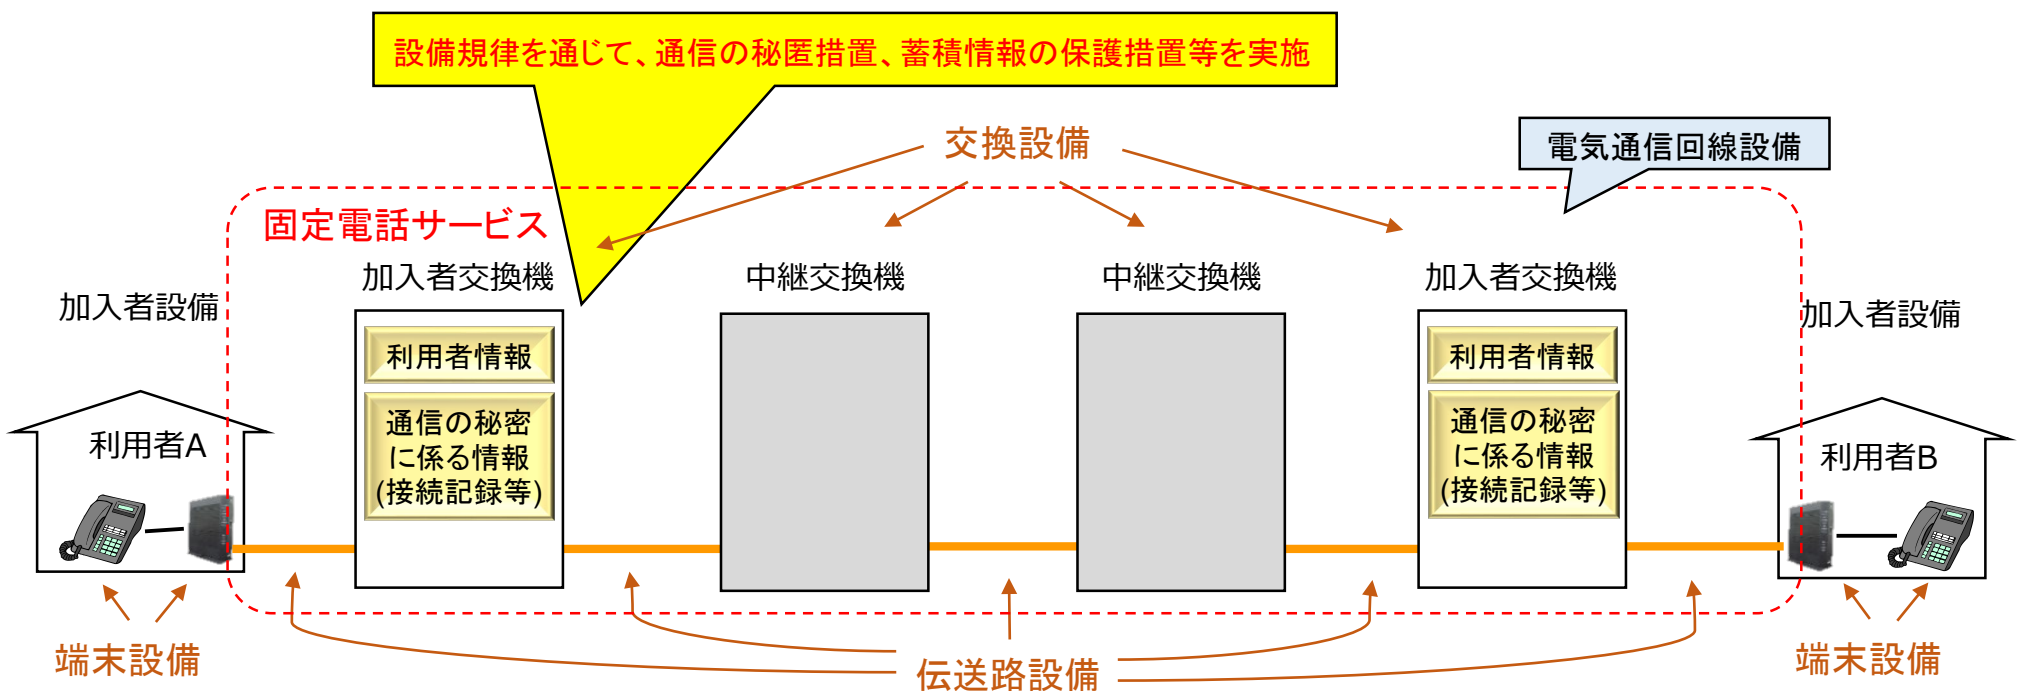 設備規律を通じて、通信の秘匿措置、蓄積情報の保護措置等を実施
交換設備
電気通信回線設備
固定電話サービス
加入者設備
加入者交換機
中継交換機
中継交換機
加入者交換機
加入者設備
利用者情報
通信の秘密
に係る情報
(接続記録等)
利用者情報
通信の秘密
に係る情報
(接続記録等)
利用者A
利用者B
端末設備
伝送路設備
端末設備